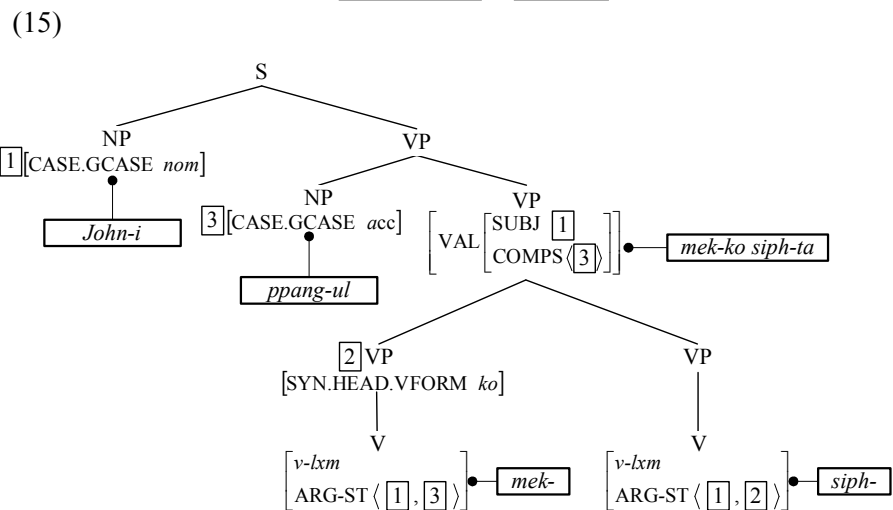 (15)
S
NP VP
1 [CASE.GCASE nom]
NP VP
John-i 3 [CASE.GCASE acc] [VAL [SUBJ 1
COMPS⟨3⟩]] mek-ko siph-ta
ppang-ul
2 VP VP
[SYN.HEAD.VFORM ko]
V V
[v-lxm [v-lxm
ARG-ST ⟨1, 3⟩] mek- ARG-ST ⟨1, 2⟩] siph-